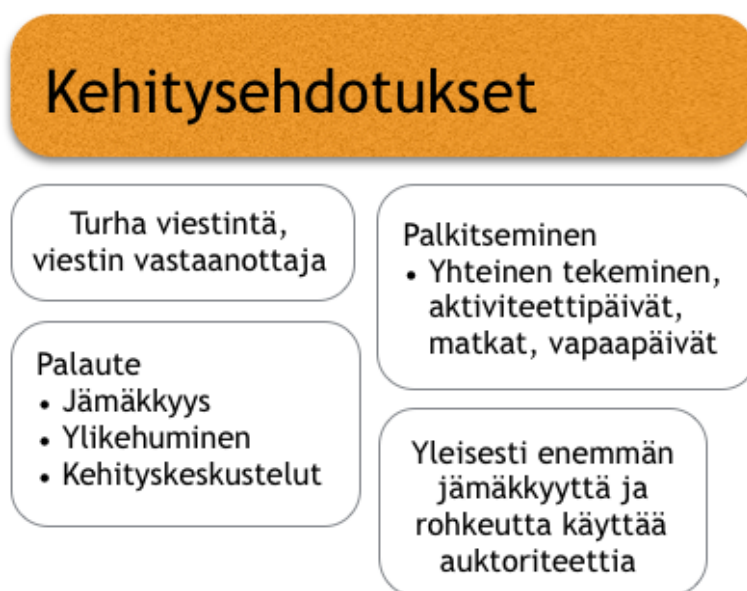 Kehitysehdotukset
Turha viestintä,
viestin vastaanottaja
Palaute
• Jämäkkyys
• Ylikehuminen
• Kehityskeskustelut
Palkitseminen
• Yhteinen tekeminen,
aktiviteettipäivät,
matkat, vapaapäivät
Yleisesti enemmän
jämäkkyyttä ja
rohkeutta käyttää
auktoriteettia